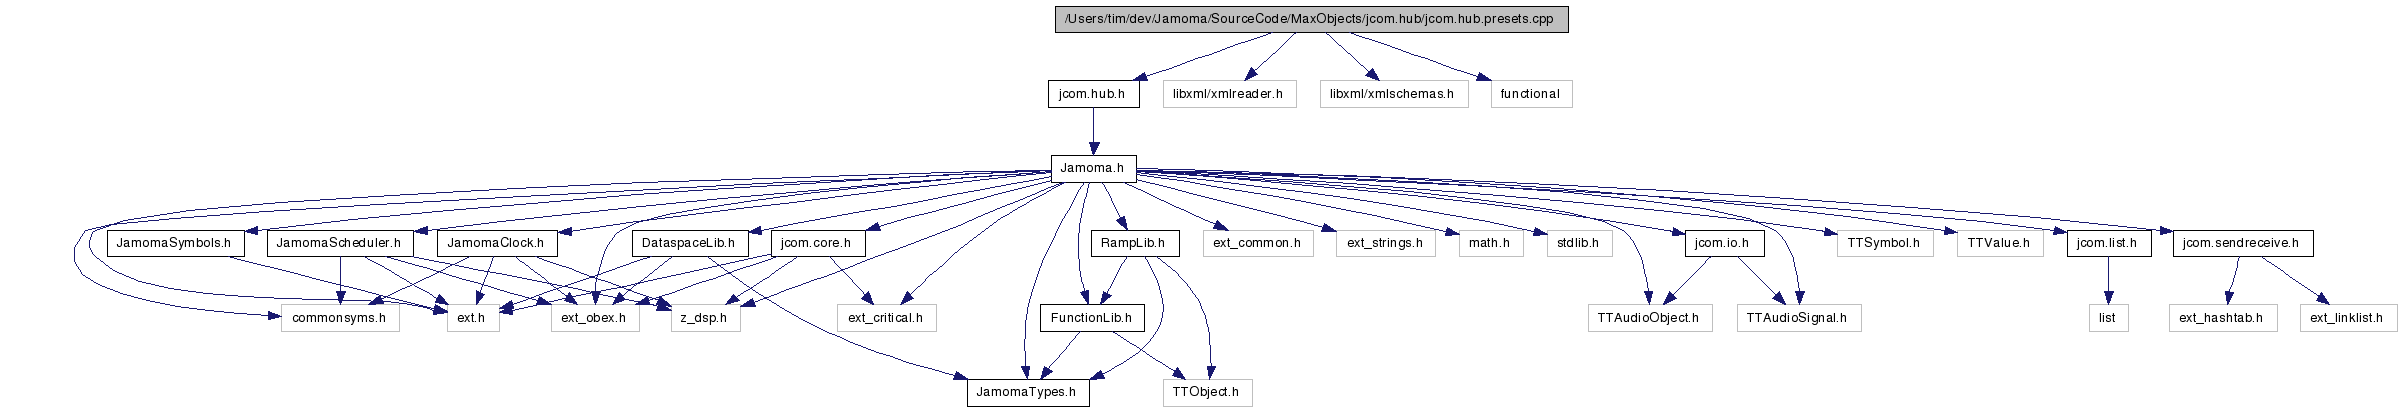 /Users/tim/dev/Jamoma/SourceCode/MaxObjects/jcom.hub/jcom.hub.presets.cpp
jcom.hub.h
libxml/xmlreader.h
libxml/xmlschemas.h
functional
Jamoma.h
JamomaSymbols.h
JamomaScheduler.h
JamomaClock.h
DataspaceLib.h
jcom.core.h
RampLib.h
ext_common.h
ext_strings.h
math.h
stdlib.h
jcom.io.h
TTSymbol.h
TTValue.h
jcom.list.h
jcom.sendreceive.h
commonsyms.h
ext.h
ext_obex.h
z_dsp.h
ext_critical.h
FunctionLib.h
TTAudioObject.h
TTAudioSignal.h
list
ext_hashtab.h
ext_linklist.h
JamomaTypes.h
TTObject.h